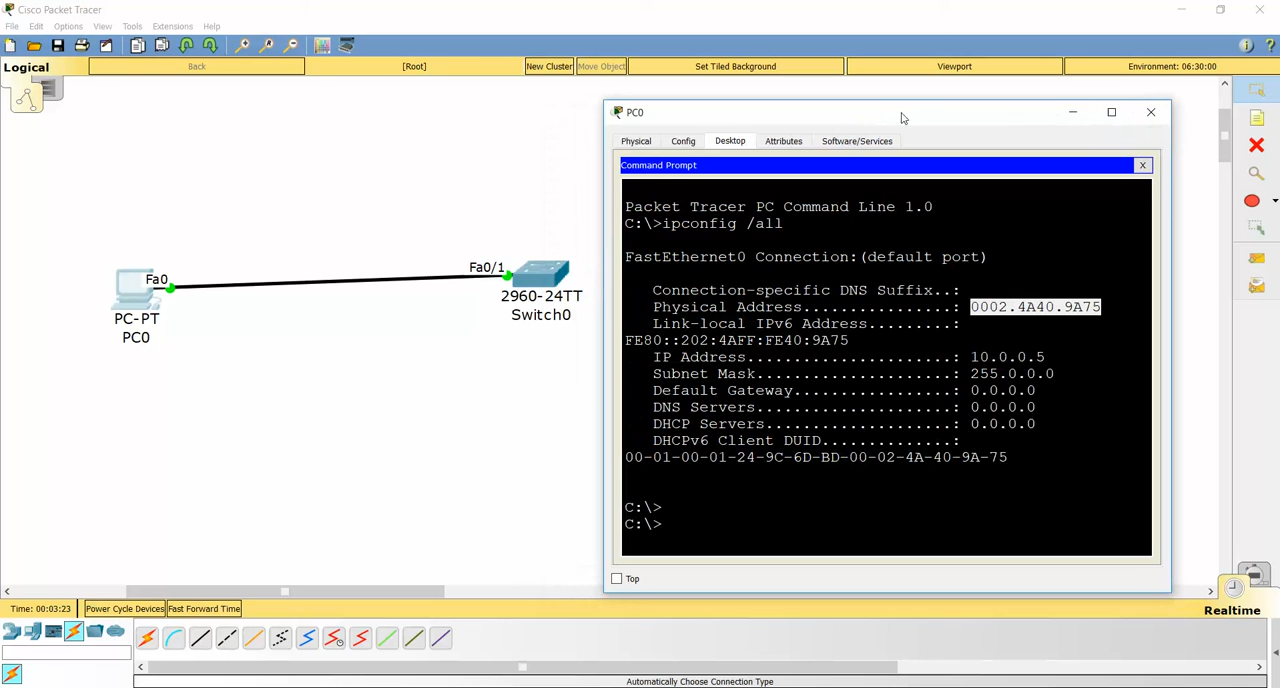 Cisco Packet Tracer
File Edit Options View Tools Extensions Help
Logical Back [Root] New Cluster Move Object Set Tiled Background Viewport Environment: 06:30:00
Fa0
PC-PT
PC0
Fa0/1
2960-24TT
Switch0
PC0
Physical Config Desktop Attributes Software/Services
Command Prompt X
Packet Tracer PC Command Line 1.0
C:\>ipconfig /all
FastEthernet0 Connection:(default port)
Connection-specific DNS Suffix..:
Physical Address................: 0002.4A40.9A75
Link-local IPv6 Address.........:
FE80::202:4AFF:FE40:9A75
IP Address......................: 10.0.0.5
Subnet Mask.....................: 255.0.0.0
Default Gateway.................: 0.0.0.0
DNS Servers.....................: 0.0.0.0
DHCP Servers....................: 0.0.0.0
DHCPv6 Client DUID..............:
00-01-00-01-24-9C-6D-BD-00-02-4A-40-9A-75
C:\>
C:\>
Top
Time: 00:03:23 Power Cycle Devices Fast Forward Time Realtime
Automatically Choose Connection Type